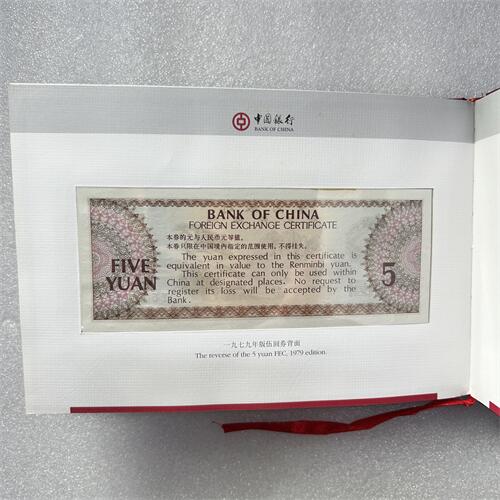 中国银行
BANK OF CHINA
BANK OF CHINA
FOREIGN EXCHANGE CERTIFICATE
本券的元与人民币元等值。
本券只限在中国境内指定的范围使用，不得挂失。
The yuan expressed in this certificate is
equivalent in value to the Renminbi yuan.
This certificate can only be used within
China at designated places. No request to
register its loss will be accepted by the
Bank.
FIVE
YUAN
5
一九七九年版伍圆券背面
The reverse of the 5 yuan FEC, 1979 edition.